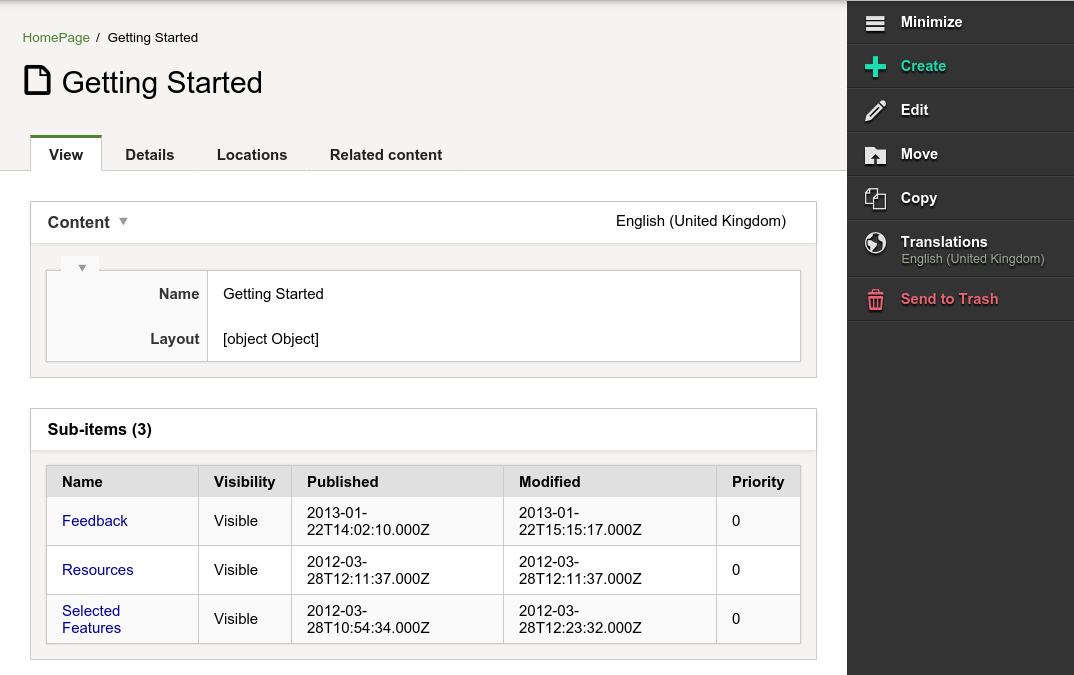 HomePage / Getting Started
Getting Started
View Details Locations Related content
Content ▼ English (United Kingdom)
▼
Name Getting Started
Layout [object Object]
Sub-items (3)
Name Visibility Published Modified Priority
Feedback Visible 2013-01-22T14:02:10.000Z 2013-01-22T15:15:17.000Z 0
Resources Visible 2012-03-28T12:11:37.000Z 2012-03-28T12:11:37.000Z 0
Selected Features Visible 2012-03-28T10:54:34.000Z 2012-03-28T12:23:32.000Z 0
Minimize
Create
Edit
Move
Copy
Translations
English (United Kingdom)
Send to Trash